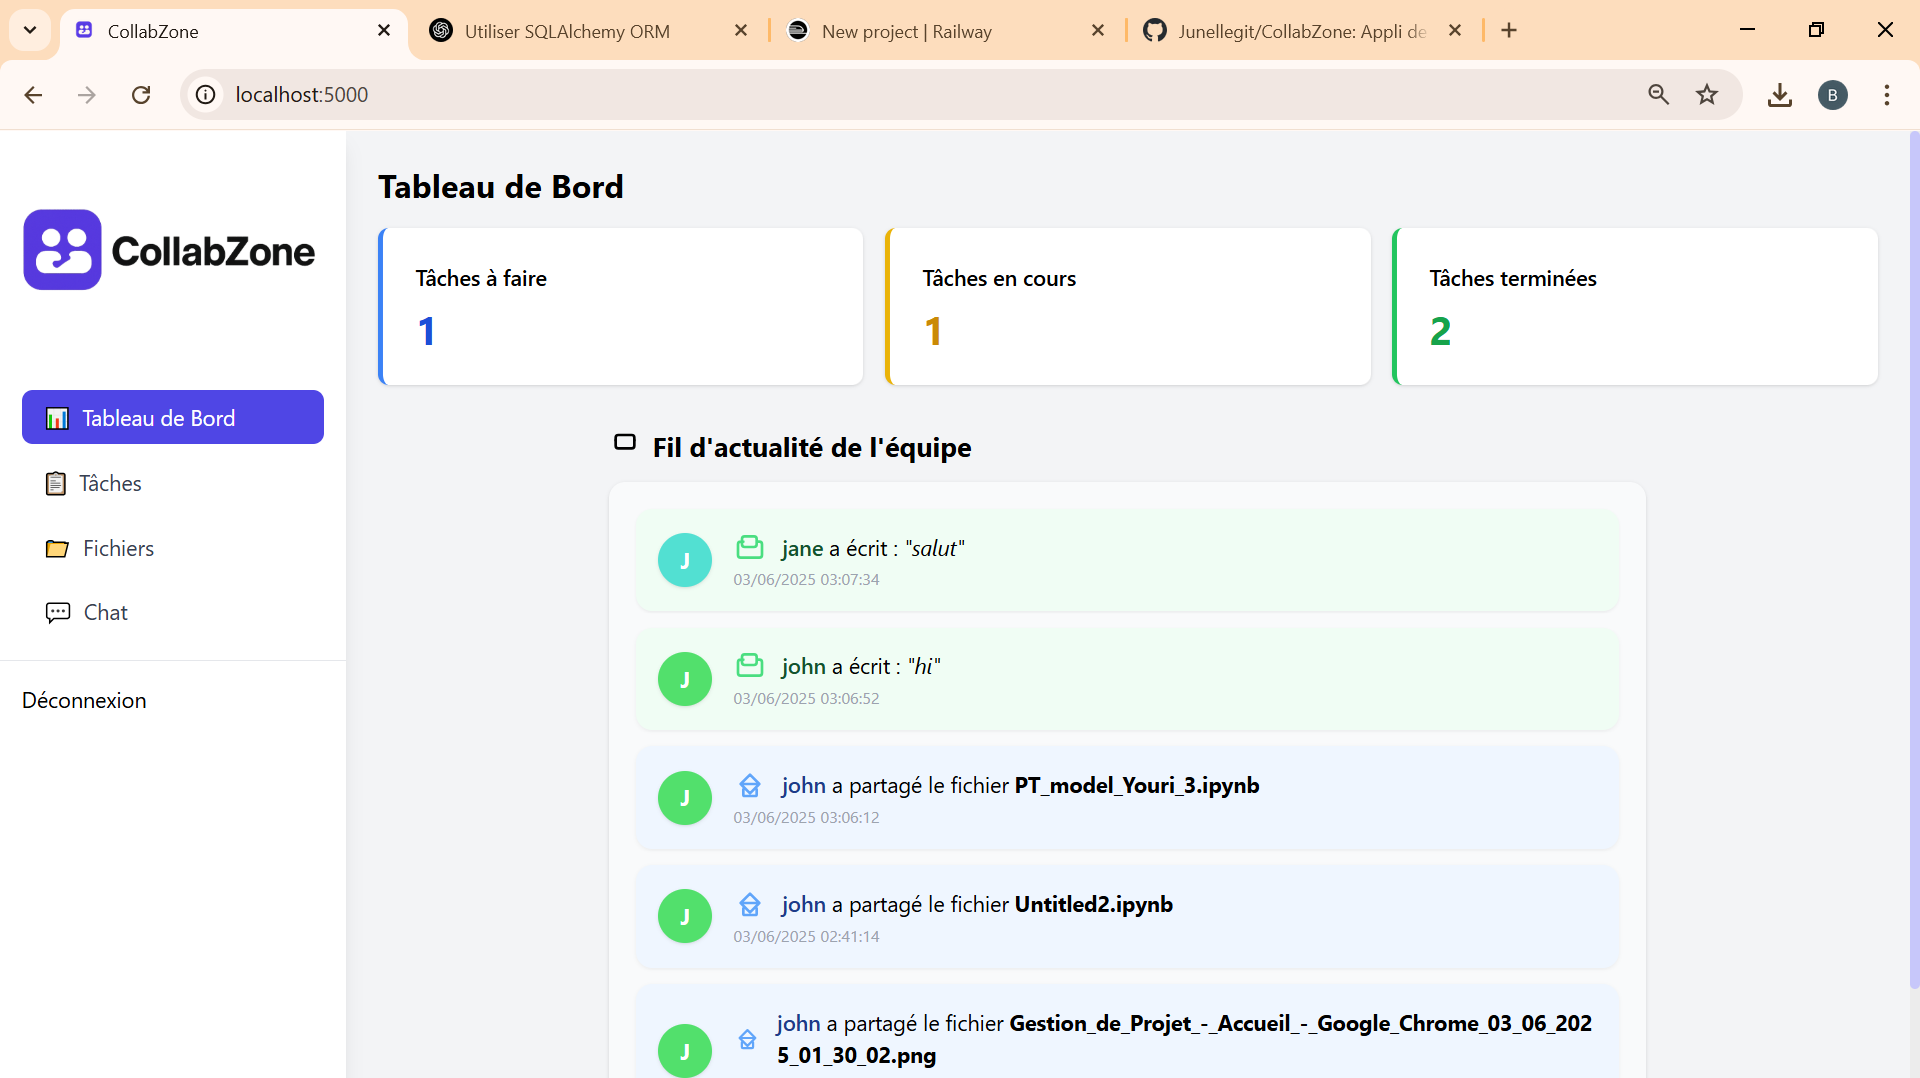 CollabZone
Utiliser SQLAlchemy ORM
New project | Railway
Junellegit/CollabZone: Appli de
localhost:5000
B
CollabZone
Tableau de Bord
Tâches
Fichiers
Chat
Déconnexion
Tableau de Bord
Tâches à faire
1
Tâches en cours
1
Tâches terminées
2
Fil d'actualité de l'équipe
J
jane a écrit : "salut"
03/06/2025 03:07:34
J
john a écrit : "hi"
03/06/2025 03:06:52
J
john a partagé le fichier PT_model_Youri_3.ipynb
03/06/2025 03:06:12
J
john a partagé le fichier Untitled2.ipynb
03/06/2025 02:41:14
J
john a partagé le fichier Gestion_de_Projet_-_Accueil_-_Google_Chrome_03_06_202
5_01_30_02.png